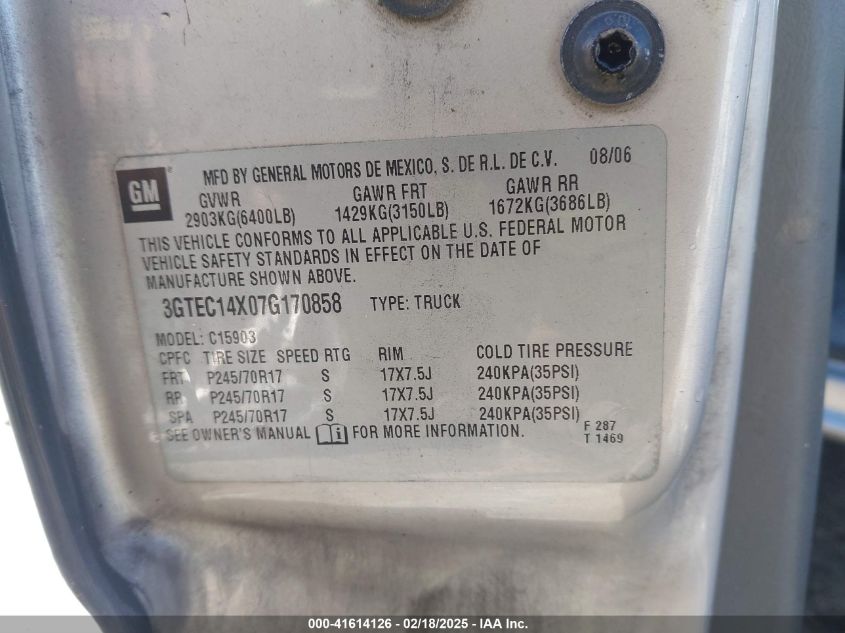 GM
MFD BY GENERAL MOTORS DE MEXICO, S. DE R.L. DE C.V. 08/06
GVWR GAWR FRT GAWR RR
2903KG(6400LB) 1429KG(3150LB) 1672KG(3686LB)
THIS VEHICLE CONFORMS TO ALL APPLICABLE U.S. FEDERAL MOTOR
VEHICLE SAFETY STANDARDS IN EFFECT ON THE DATE OF
MANUFACTURE SHOWN ABOVE.
3GTEC14X07G170858 TYPE: TRUCK
MODEL: C15903
CPFC TIRE SIZE SPEED RTG RIM COLD TIRE PRESSURE
FRT P245/70R17 S 17X7.5J 240KPA(35PSI)
RR P245/70R17 S 17X7.5J 240KPA(35PSI)
SPA P245/70R17 S 17X7.5J 240KPA(35PSI)
SEE OWNER'S MANUAL FOR MORE INFORMATION.
F 287
T 1469
000-41614126 - 02/18/2025 - IAA Inc.